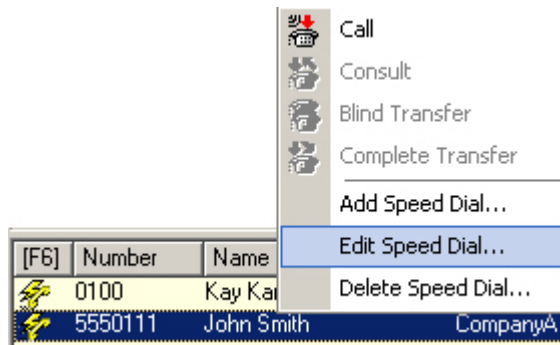 Call
Consult
Blind Transfer
Complete Transfer
Add Speed Dial...
Edit Speed Dial...
Delete Speed Dial...
[F6] Number Name
0100 Kay
5550111 John Smith CompanyA